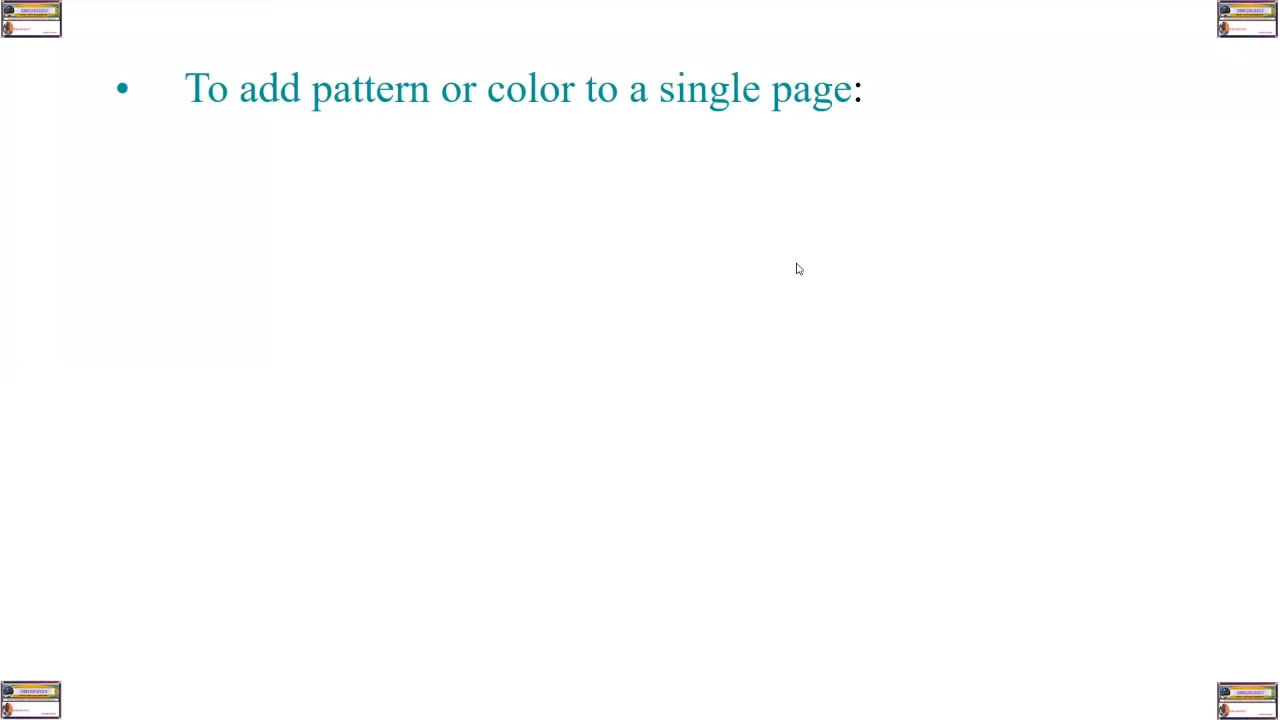 • To add pattern or color to a single page: